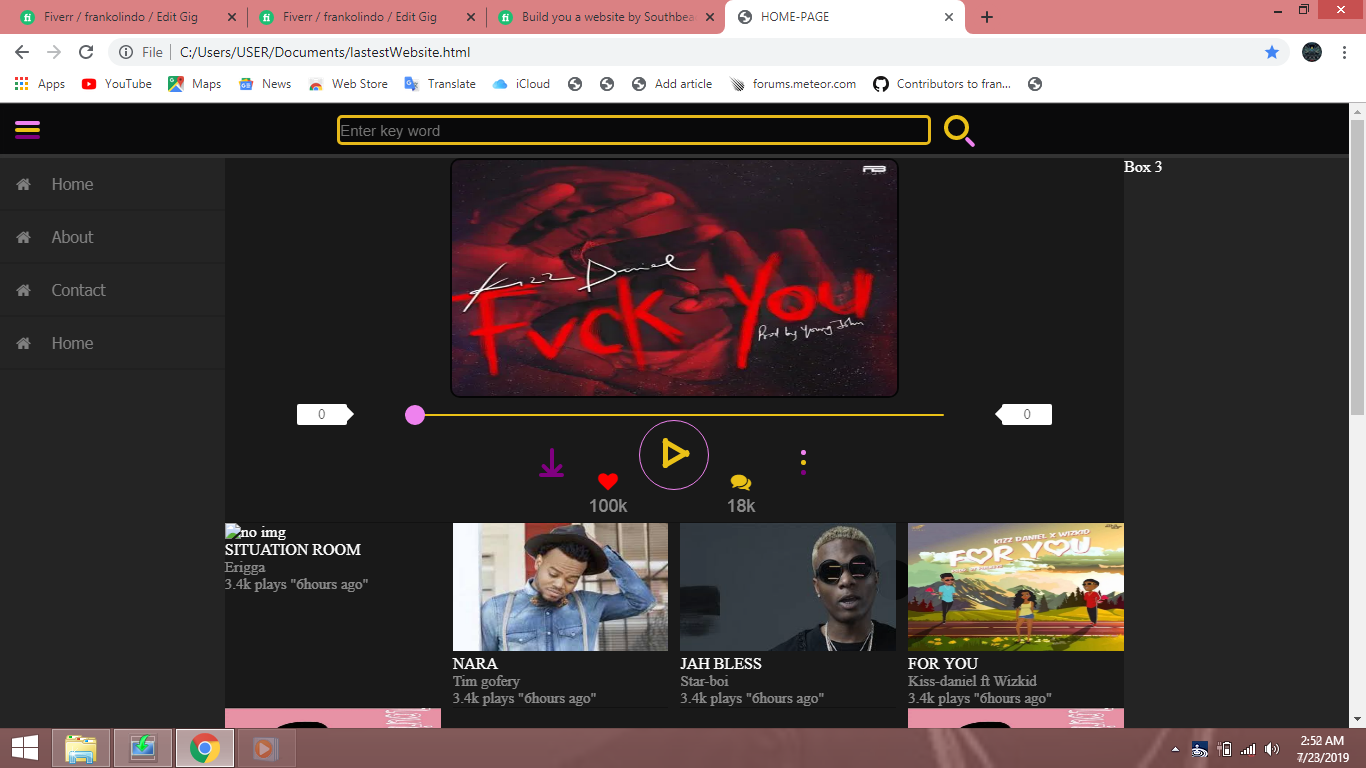 Fiverr / frankolindo / Edit Gig
Fiverr / frankolindo / Edit Gig
Build you a website by Southbea
HOME-PAGE
File
C:/Users/USER/Documents/lastestWebsite.html
Apps
YouTube
Maps
News
Web Store
Translate
iCloud
Add article
forums.meteor.com
Contributors to fran...
Enter key word
Home
About
Contact
Home
Box 3
Kizz Daniel
Fvck You
Prod by Young John
0
0
100k
18k
no img
SITUATION ROOM
Erigga
3.4k plays "6hours ago"
NARA
Tim gofery
3.4k plays "6hours ago"
JAH BLESS
Star-boi
3.4k plays "6hours ago"
KIZZ DANIEL X WIZKID
FOR YOU
FOR YOU
Kiss-daniel ft Wizkid
3.4k plays "6hours ago"
2:52 AM
7/23/2019